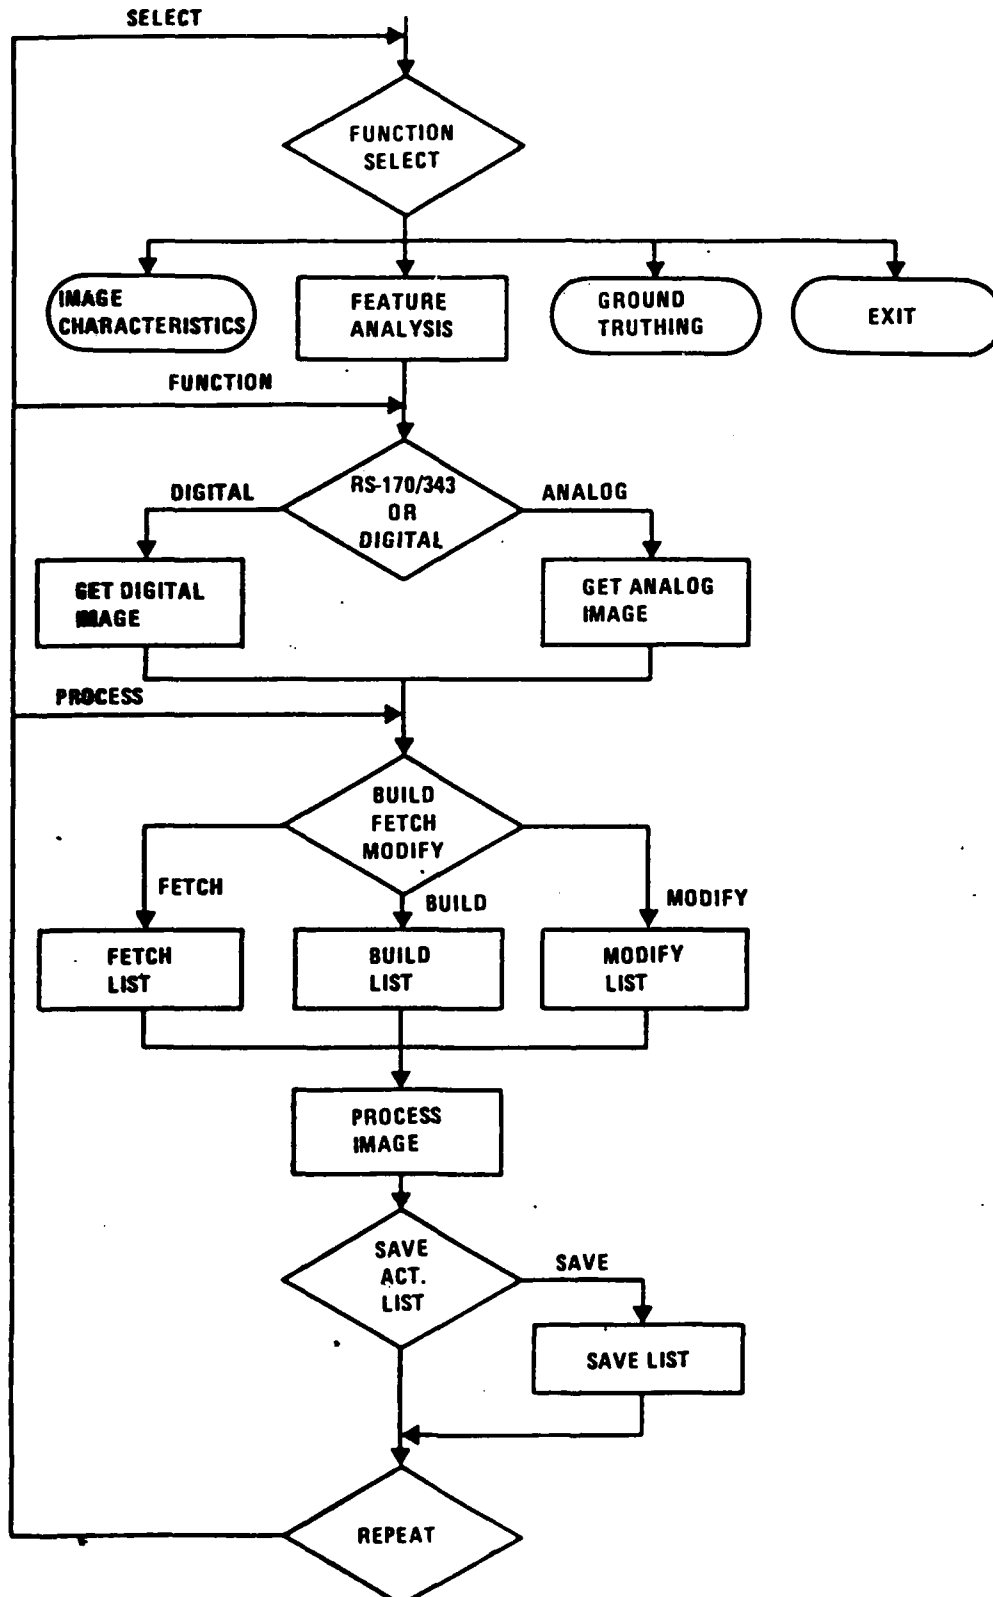 SELECT
FUNCTION
SELECT
IMAGE
CHARACTERISTICS
FEATURE
ANALYSIS
GROUND
TRUTHING
EXIT
FUNCTION
RS-170/343
OR
DIGITAL
DIGITAL
ANALOG
GET DIGITAL
IMAGE
GET ANALOG
IMAGE
PROCESS
BUILD
FETCH
MODIFY
FETCH
BUILD
MODIFY
FETCH
LIST
BUILD
LIST
MODIFY
LIST
PROCESS
IMAGE
SAVE
ACT.
LIST
SAVE
SAVE LIST
REPEAT